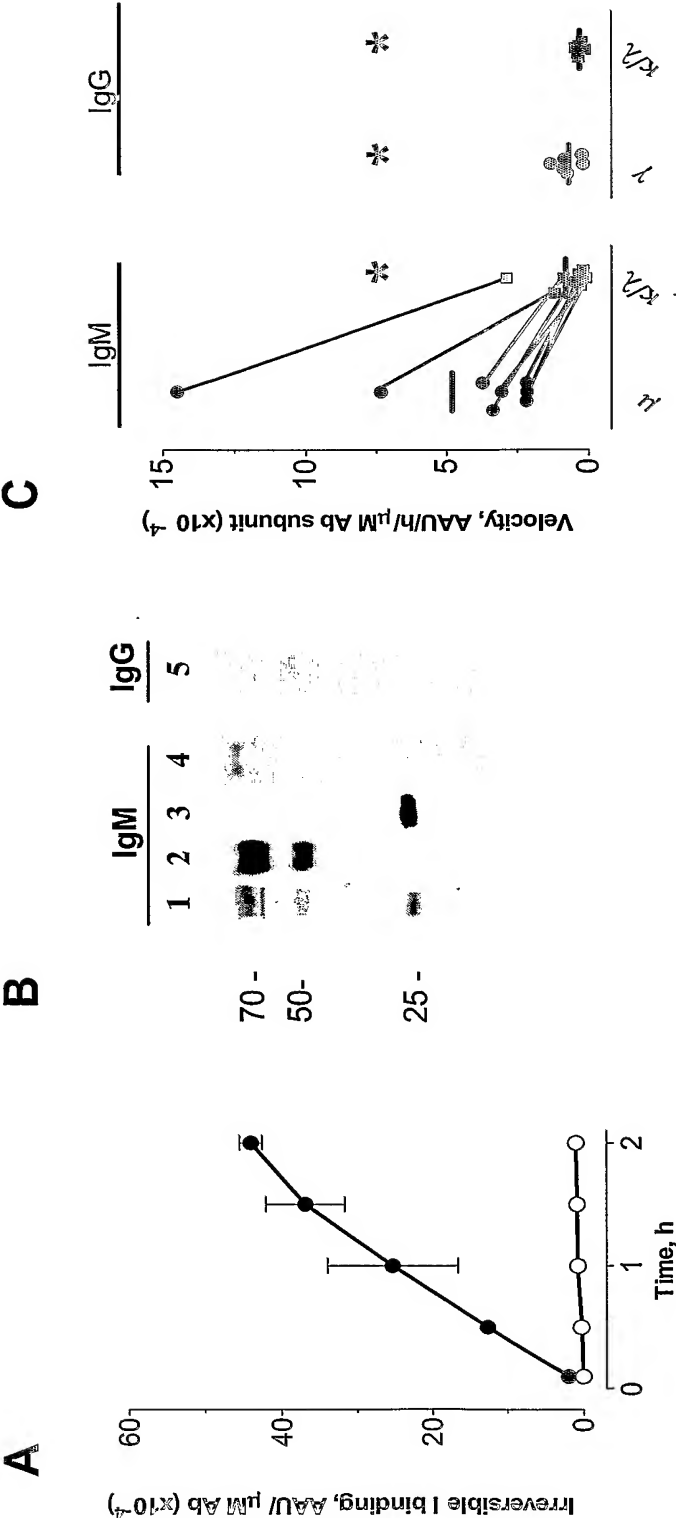 A
Irreversible I binding, AAU/ μM Ab (x10⁻⁴)
60
40
20
0
0
1
2
Time, h
B
IgM
IgG
1
2
3
4
5
70 -
50-
25 -
C
IgM
IgG
Velocity, AAU/h/μM Ab subunit (x10 ⁻⁴)
15
10
5
0
*
*
*
μ
κ/λ
γ
κ/λ